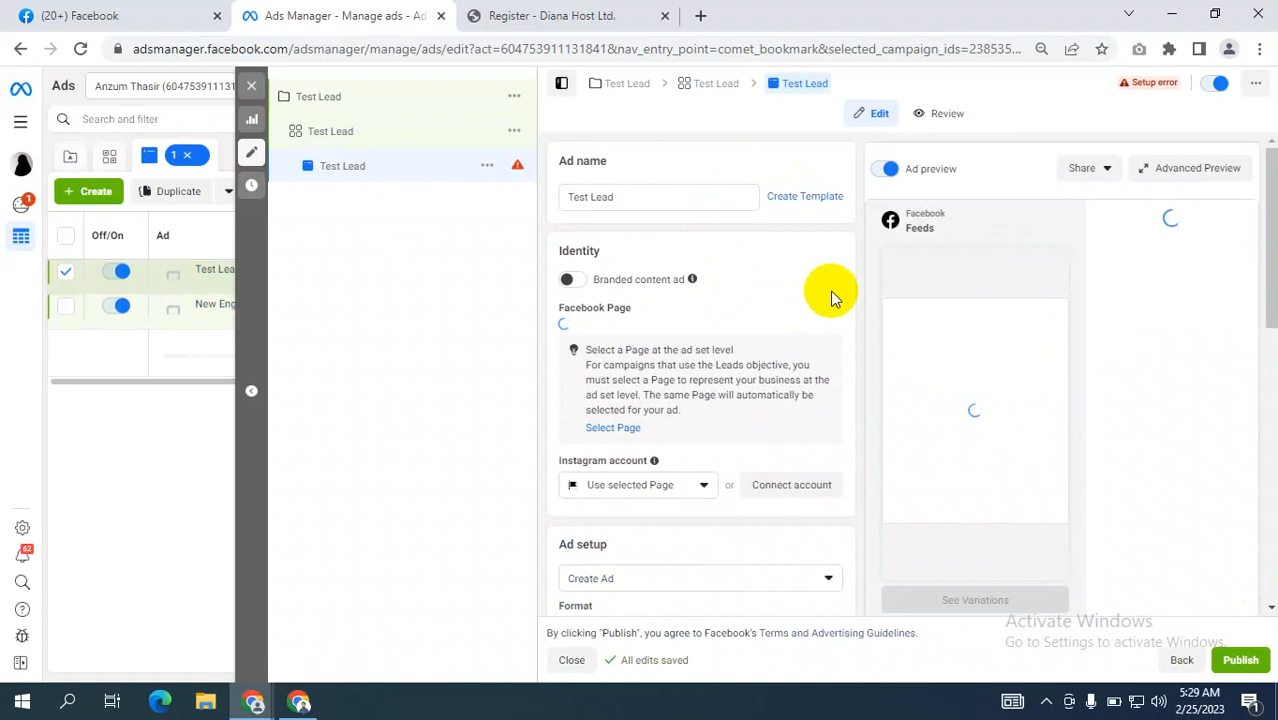 (20+) Facebook
Ads Manager - Manage ads - Ad
Register - Diana Host Ltd.
adsmanager.facebook.com/adsmanager/manage/ads/edit?act=604753911131841&nav_entry_point=comet_bookmark&selected_campaign_ids=238535...
Ads
Anzum Thasir (604753911131
Search and filter
1
+ Create
Duplicate
Off/On
Ad
Test Lea
New Eng
1
62
Test Lead
Test Lead
Test Lead
Test Lead
Test Lead
Test Lead
Setup error
Edit
Review
Ad name
Test Lead
Create Template
Identity
Branded content ad
Facebook Page
Select a Page at the ad set level
For campaigns that use the Leads objective, you
must select a Page to represent your business at the
ad set level. The same Page will automatically be
selected for your ad.
Select Page
Instagram account
Use selected Page
or
Connect account
Ad setup
Create Ad
Format
Ad preview
Share
Advanced Preview
Facebook
Feeds
See Variations
Activate Windows
Go to Settings to activate Windows.
By clicking "Publish", you agree to Facebook's Terms and Advertising Guidelines.
Close
All edits saved
Back
Publish
5:29 AM
2/25/2023
1